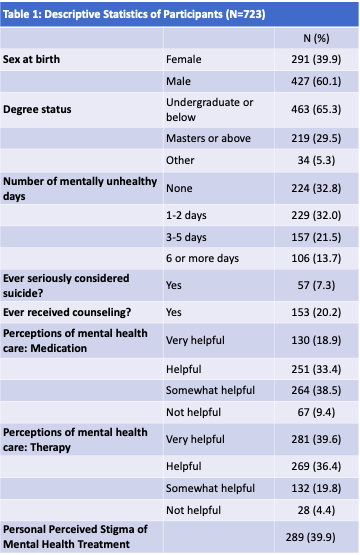 Table 1: Descriptive Statistics of Participants (N=723)
N (%)
Sex at birth Female 291 (39.9)
Male 427 (60.1)
Degree status Undergraduate or
below 463 (65.3)
Masters or above 219 (29.5)
Other 34 (5.3)
Number of mentally unhealthy
days None 224 (32.8)
1-2 days 229 (32.0)
3-5 days 157 (21.5)
6 or more days 106 (13.7)
Ever seriously considered
suicide? Yes 57 (7.3)
Ever received counseling? Yes 153 (20.2)
Perceptions of mental health
care: Medication Very helpful 130 (18.9)
Helpful 251 (33.4)
Somewhat helpful 264 (38.5)
Not helpful 67 (9.4)
Perceptions of mental health
care: Therapy Very helpful 281 (39.6)
Helpful 269 (36.4)
Somewhat helpful 132 (19.8)
Not helpful 28 (4.4)
Personal Perceived Stigma of
Mental Health Treatment 289 (39.9)